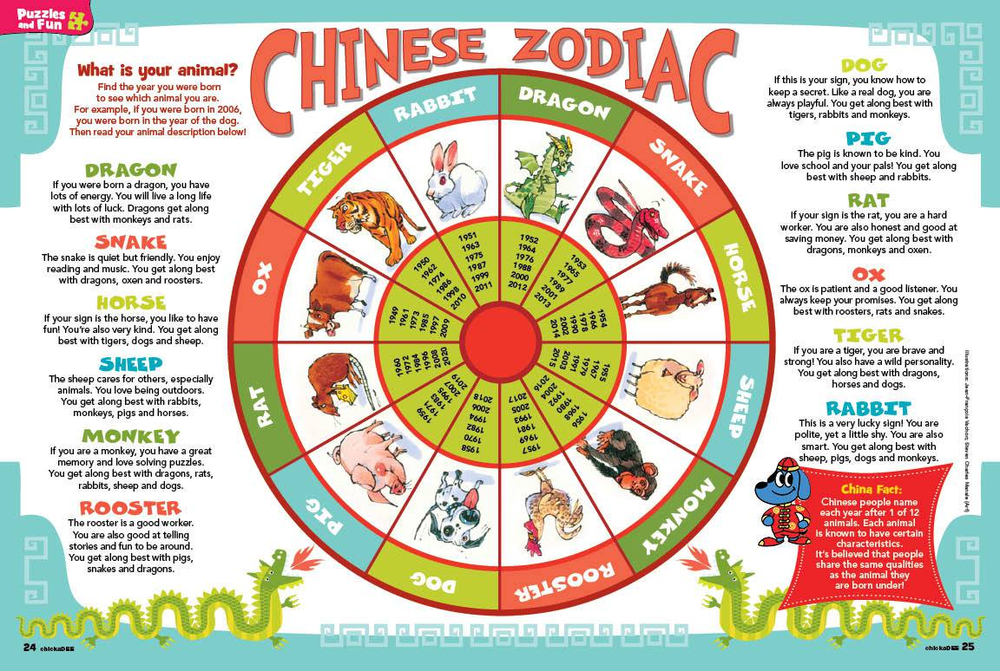 Puzzles
and Fun
CHINESE ZODIAC
What is your animal?
Find the year you were born
to see which animal you are.
For example, if you were born in 2006,
you were born in the year of the dog.
Then read your animal description below!
DRAGON
If you were born a dragon, you have
lots of energy. You will live a long life
with lots of luck. Dragons get along
best with monkeys and rats.
SNAKE
The snake is quiet but friendly. You enjoy
reading and music. You get along best
with dragons, oxen and roosters.
HORSE
If your sign is the horse, you like to have
fun! You're also very kind. You get along
best with tigers, dogs and sheep.
SHEEP
The sheep cares for others, especially
animals. You love being outdoors.
You get along best with rabbits,
monkeys, pigs and horses.
MONKEY
If you are a monkey, you have a great
memory and love solving puzzles.
You get along best with dragons, rats,
rabbits, sheep and dogs.
ROOSTER
The rooster is a good worker.
You are also good at telling
stories and fun to be around.
You get along best with pigs,
snakes and dragons.
RABBIT
1951
1963
1975
1987
1999
2011
DRAGON
1952
1964
1976
1988
2000
2012
SNAKE
1953
1965
1977
1989
2001
2013
HORSE
1954
1964
1978
1990
2002
2014
SHEEP
1955
1967
1979
1991
2003
2015
MONKEY
1956
1968
1980
1992
2004
2016
ROOSTER
1957
1969
1981
1993
2005
2017
DOG
1958
1970
1982
1994
2006
2018
PIG
1959
1971
1983
1995
2007
2019
RAT
1960
1972
1984
1996
2008
2020
OX
1949
1961
1973
1985
1997
2009
TIGER
1950
1962
1974
1986
1998
2010
DOG
If this is your sign, you know how to
keep a secret. Like a real dog, you are
always playful. You get along best with
tigers, rabbits and monkeys.
PIG
The pig is known to be kind. You
love school and your pals! You get along
best with sheep and rabbits.
RAT
If your sign is the rat, you are a hard
worker. You are also honest and good at
saving money. You get along best with
dragons, monkeys and oxen.
OX
The ox is patient and a good listener. You
always keep your promises. You get along
best with roosters, rats and snakes.
TIGER
If you are a tiger, you are brave and
strong! You also have a wild personality.
You get along best with dragons,
horses and dogs.
RABBIT
This is a very lucky sign! You are
polite, yet a little shy. You are also
smart. You get along best with
sheep, pigs, dogs and monkeys.
China Fact:
Chinese people name
each year after 1 of 12
animals. Each animal
is known to have certain
characteristics.
It's believed that people
share the same qualities
as the animal they
are born under!
Illustrations: Jean-François Vachon; Steven Charles Manale (Art)
24 chickaDEE
chickaDEE 25